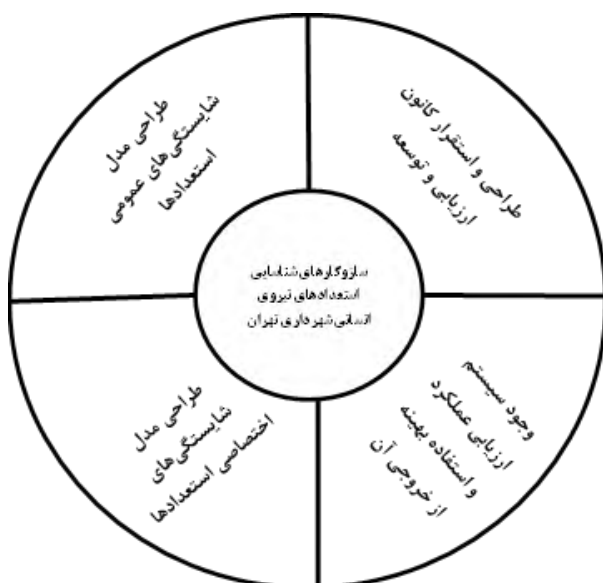 طراحی و استقرار کانون
ارزیابی و توسعه
طراحی مدل
شایستگی‌های عمومی
استعدادها
سازوکارهای شناسایی
استعدادهای نیروی
انسانی شهرداری تهران
وجود سیستم
ارزیابی عملکرد
و استفاده بهینه
از خروجی آن
طراحی مدل
شایستگی‌های
اختصاصی استعدادها